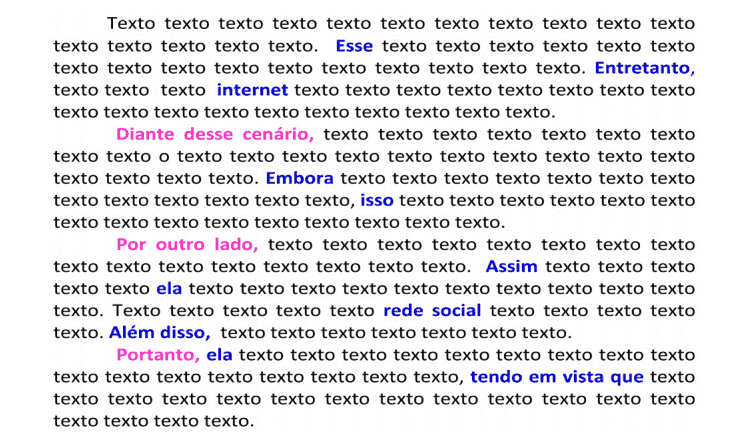 Texto texto texto texto texto texto texto texto texto texto texto
texto texto texto texto texto. Esse texto texto texto texto texto texto
texto texto texto texto texto texto texto texto texto texto. Entretanto,
texto texto texto internet texto texto texto texto texto texto texto texto
texto texto texto texto texto texto texto texto texto texto.
Diante desse cenário, texto texto texto texto texto texto texto
texto texto o texto texto texto texto texto texto texto texto texto texto
texto texto texto texto. Embora texto texto texto texto texto texto texto
texto texto texto texto texto texto, isso texto texto texto texto texto texto
texto texto texto texto texto texto texto texto texto.
Por outro lado, texto texto texto texto texto texto texto texto
texto texto texto texto texto texto texto texto. Assim texto texto texto
texto texto ela texto texto texto texto texto texto texto texto texto texto
texto. Texto texto texto texto texto rede social texto texto texto texto
texto. Além disso, texto texto texto texto texto texto texto.
Portanto, ela texto texto texto texto texto texto texto texto texto
texto texto texto texto texto texto texto texto, tendo em vista que texto
texto texto texto texto texto texto texto texto texto texto texto texto
texto texto texto texto.